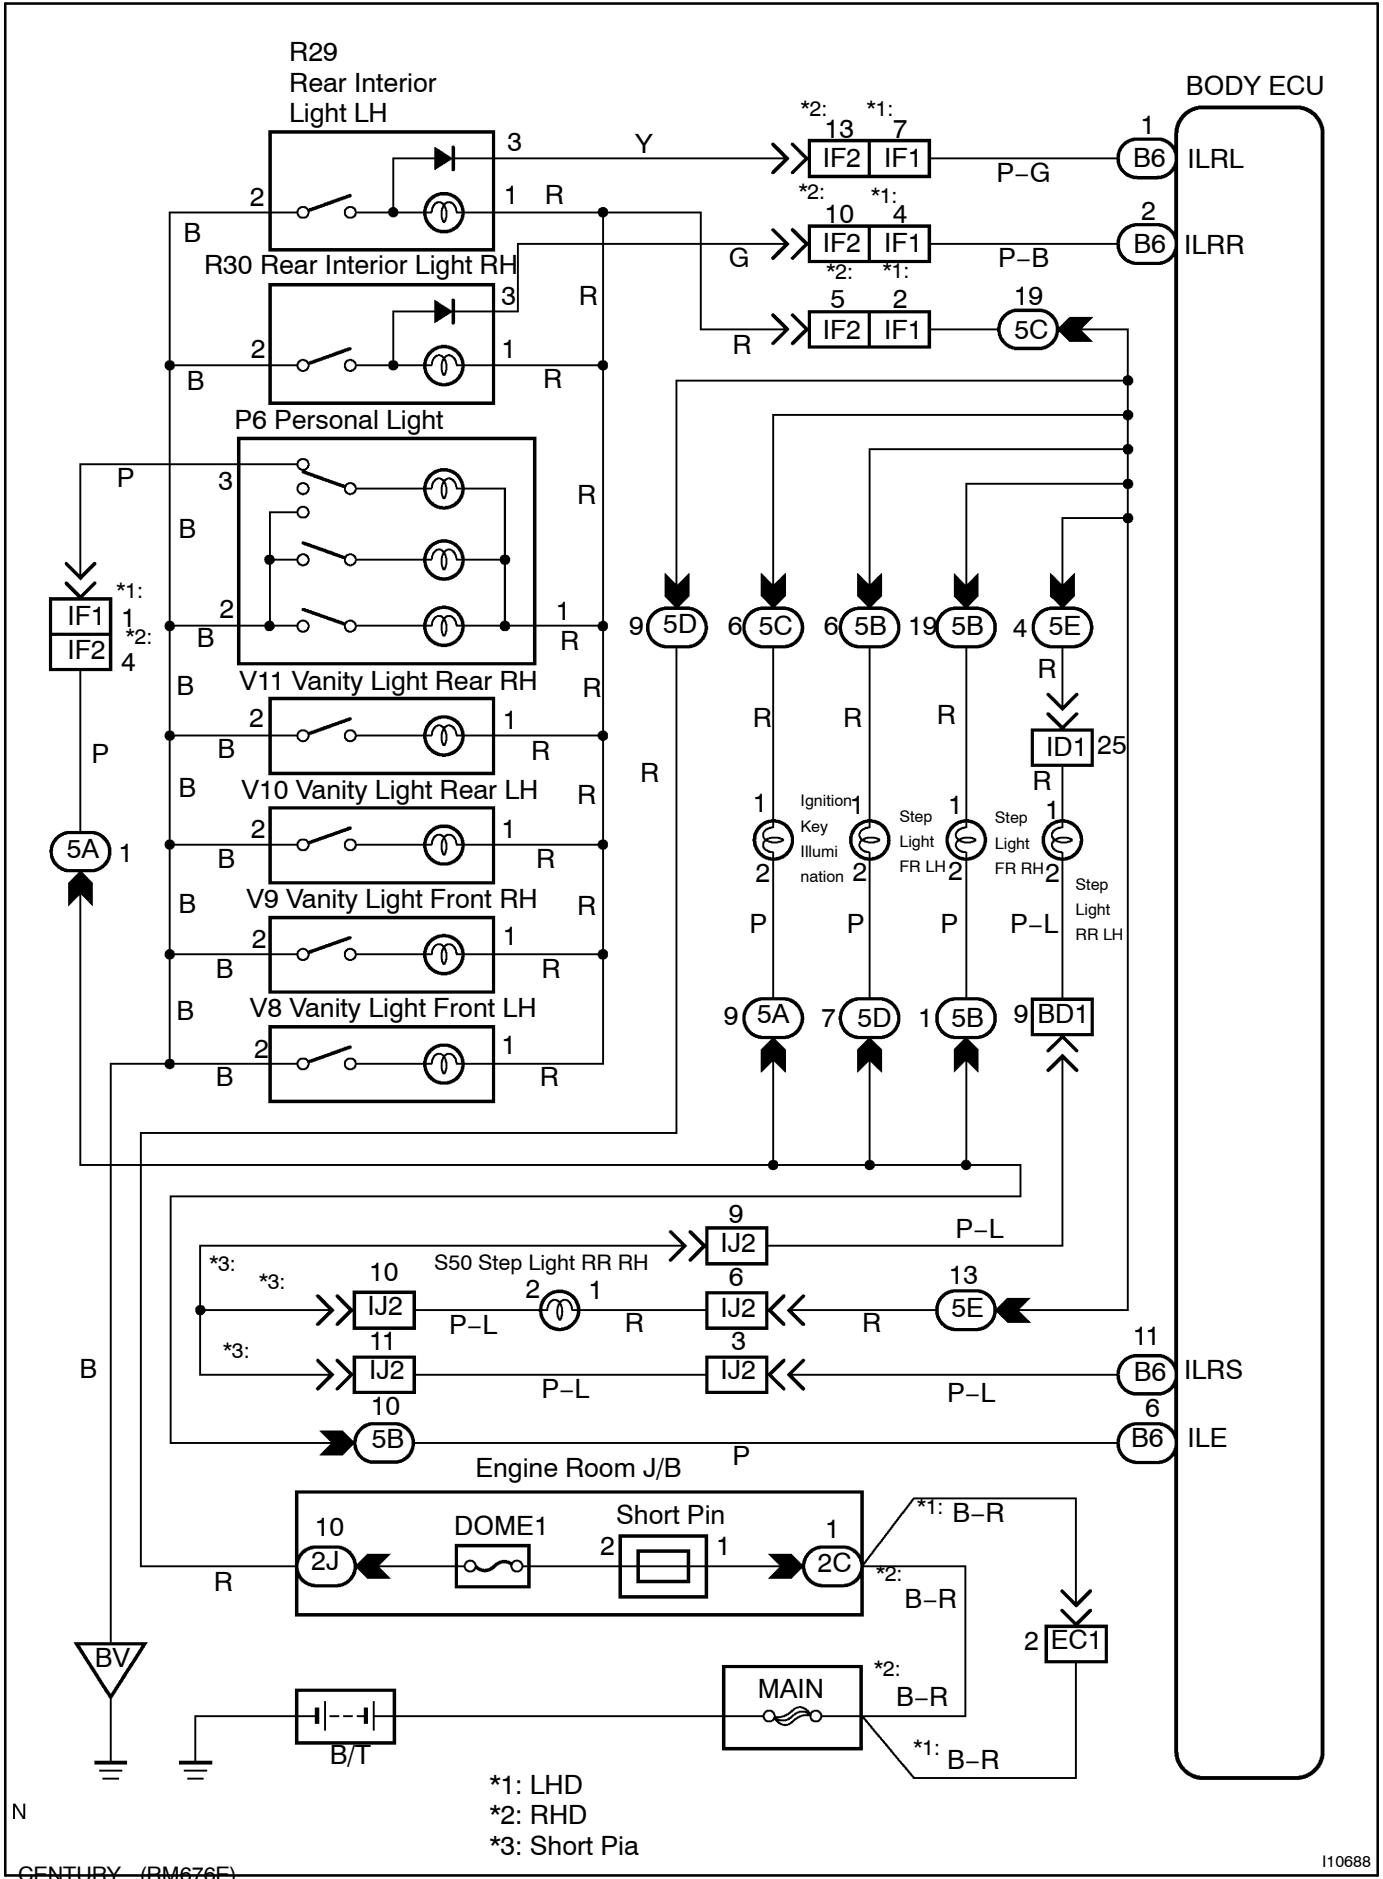 R29
Rear Interior
Light LH
BODY ECU
*2: *1:
13 7
3 Y IF2 IF1 P–G 1 B6 ILRL
2 B 1 R
*2: *1:
10 4
G IF2 IF1 P–B 2 B6 ILRR
R30 Rear Interior Light RH
*2: *1:
5 2
3 R
R IF2 IF1 19 5C
2 B 1 R
P6 Personal Light
P 3 R
B
*1:
IF1 1
*2:
IF2 4
2 B 1 R
9 5D 6 5C 6 5B 19 5B 4 5E
R
V11 Vanity Light Rear RH
B R
2 B 1 R
R R R
ID1 25
P R R
V10 Vanity Light Rear LH
B R
2 B 1 R
5A 1
1 1 1 1
Ignition
Key
Illumi
nation
Step
Light
FR LH
Step
Light
FR RH
Step
Light
RR LH
2 2 2 2
V9 Vanity Light Front RH
B R
2 B 1 R
P P P P–L
V8 Vanity Light Front LH
B
2 B 1 R
9 5A 7 5D 1 5B 9 BD1
9
IJ2 P–L
*3:
S50 Step Light RR RH
*3: 10 2 1 6 13
IJ2 P–L R IJ2 R 5E
*3: 11 3 11
IJ2 P–L IJ2 P–L B6 ILRS
B
10 6
5B P B6 ILE
Engine Room J/B
*1: B–R
10 DOME1 Short Pin 1
2J 2 1 2C
R
*2:
B–R
2 EC1
BV
MAIN
*2:
B–R
B/T
*1: B–R
*1: LHD
*2: RHD
*3: Short Pia
N
I10688
CENTURY (RM676E)